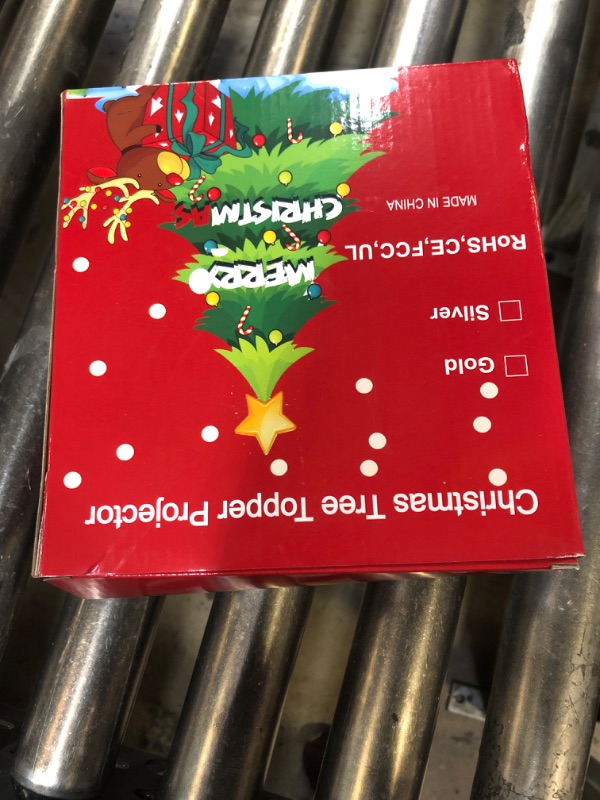 Christmas Tree Topper Projector
Gold
Silver
MERRY
CHRISTMAS
RoHS,CE,FCC,UL
MADE IN CHINA